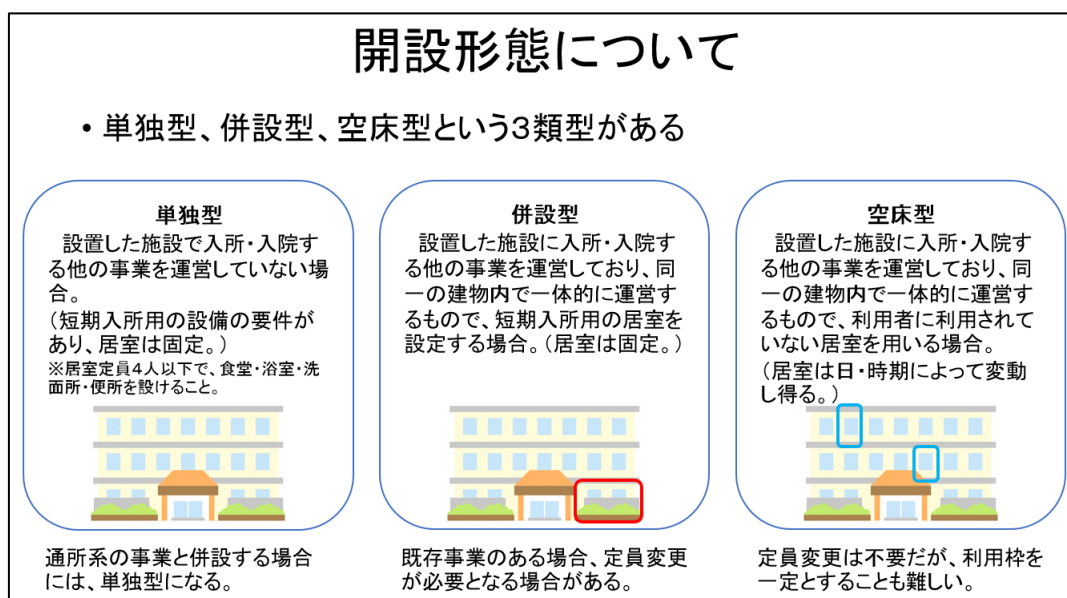 開設形態について
• 単独型、併設型、空床型という3類型がある
単独型
設置した施設で入所・入院す
る他の事業を運営していない場
合。
(短期入所用の設備の要件が
あり、居室は固定。)
※居室定員4人以下で、食堂・浴室・洗
面所・便所を設けること。
通所系の事業と併設する場合
には、単独型になる。
併設型
設置した施設に入所・入院す
る他の事業を運営しており、同
一の建物内で一体的に運営す
るもので、短期入所用の居室を
設定する場合。(居室は固定。)
既存事業のある場合、定員変更
が必要となる場合がある。
空床型
設置した施設に入所・入院す
る他の事業を運営しており、同
一の建物内で一体的に運営す
るもので、利用者に利用されて
いない居室を用いる場合。
(居室は日・時期によって変動
し得る。)
定員変更は不要だが、利用枠を
一定とすることも難しい。